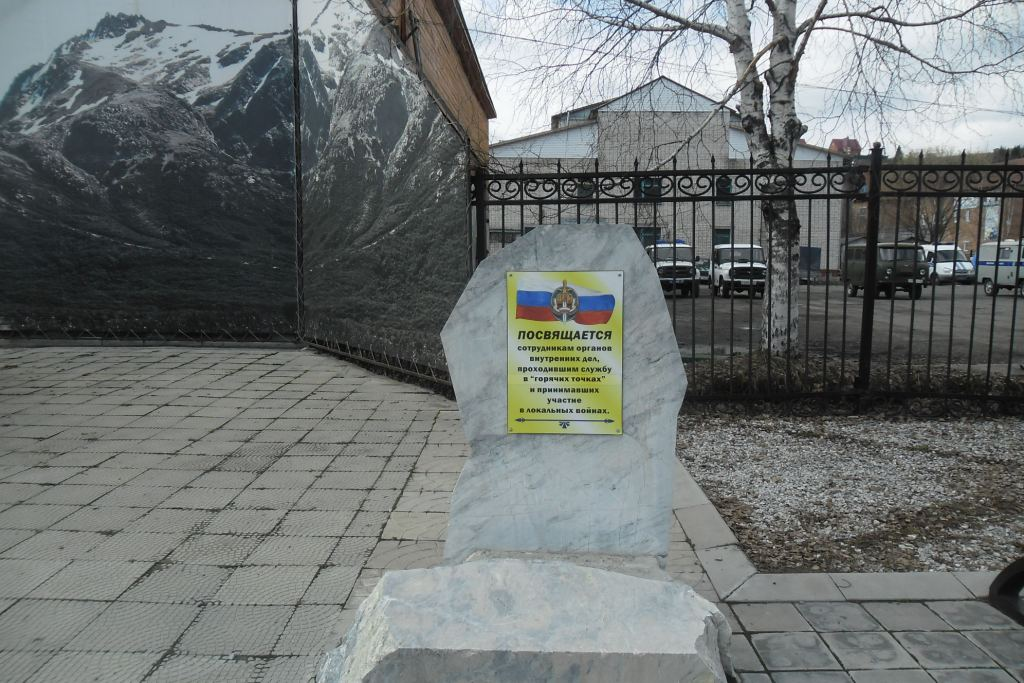 ПОСВЯЩАЕТСЯ
сотрудникам органов
внутренних дел,
проходившим службу
в "горячих точках"
и принимавших
участие
в локальных войнах.